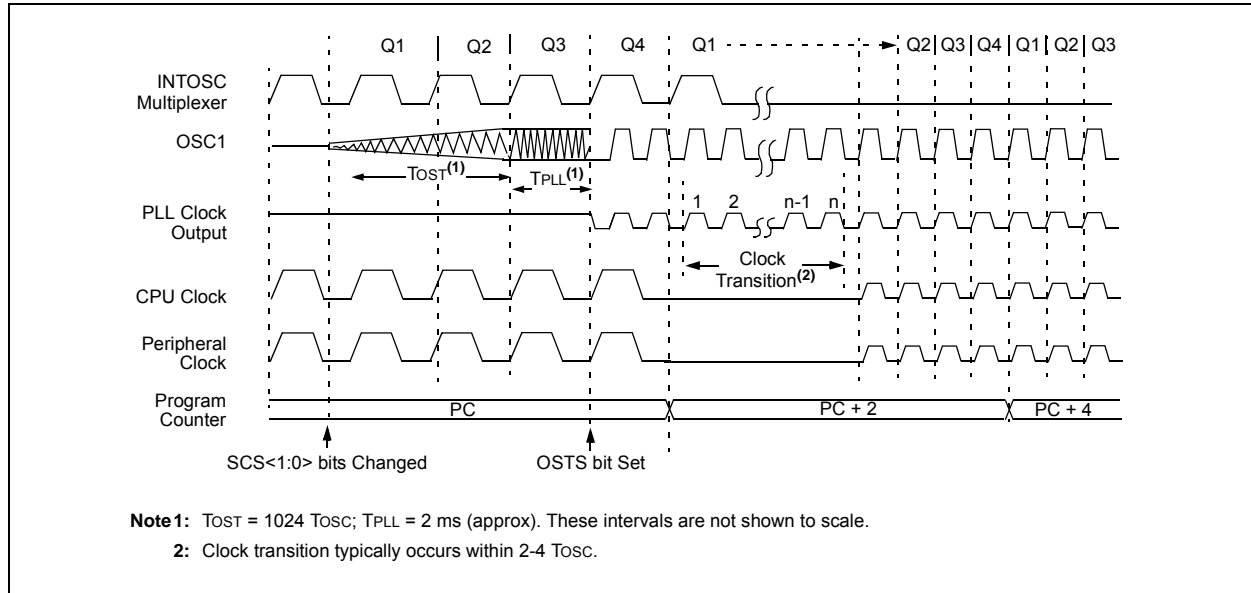 Q1 Q2 Q3 Q4 Q1 Q2 Q3 Q4 Q1 Q2 Q3
INTOSC
Multiplexer
OSC1
TOST(1) TPLL(1)
PLL Clock
Output
1 2 n-1 n
Clock
Transition(2)
CPU Clock
Peripheral
Clock
Program
Counter
PC PC + 2 PC + 4
SCS<1:0> bits Changed OSTS bit Set
Note 1: TOST = 1024 TOSC; TPLL = 2 ms (approx). These intervals are not shown to scale.
2: Clock transition typically occurs within 2-4 TOSC.